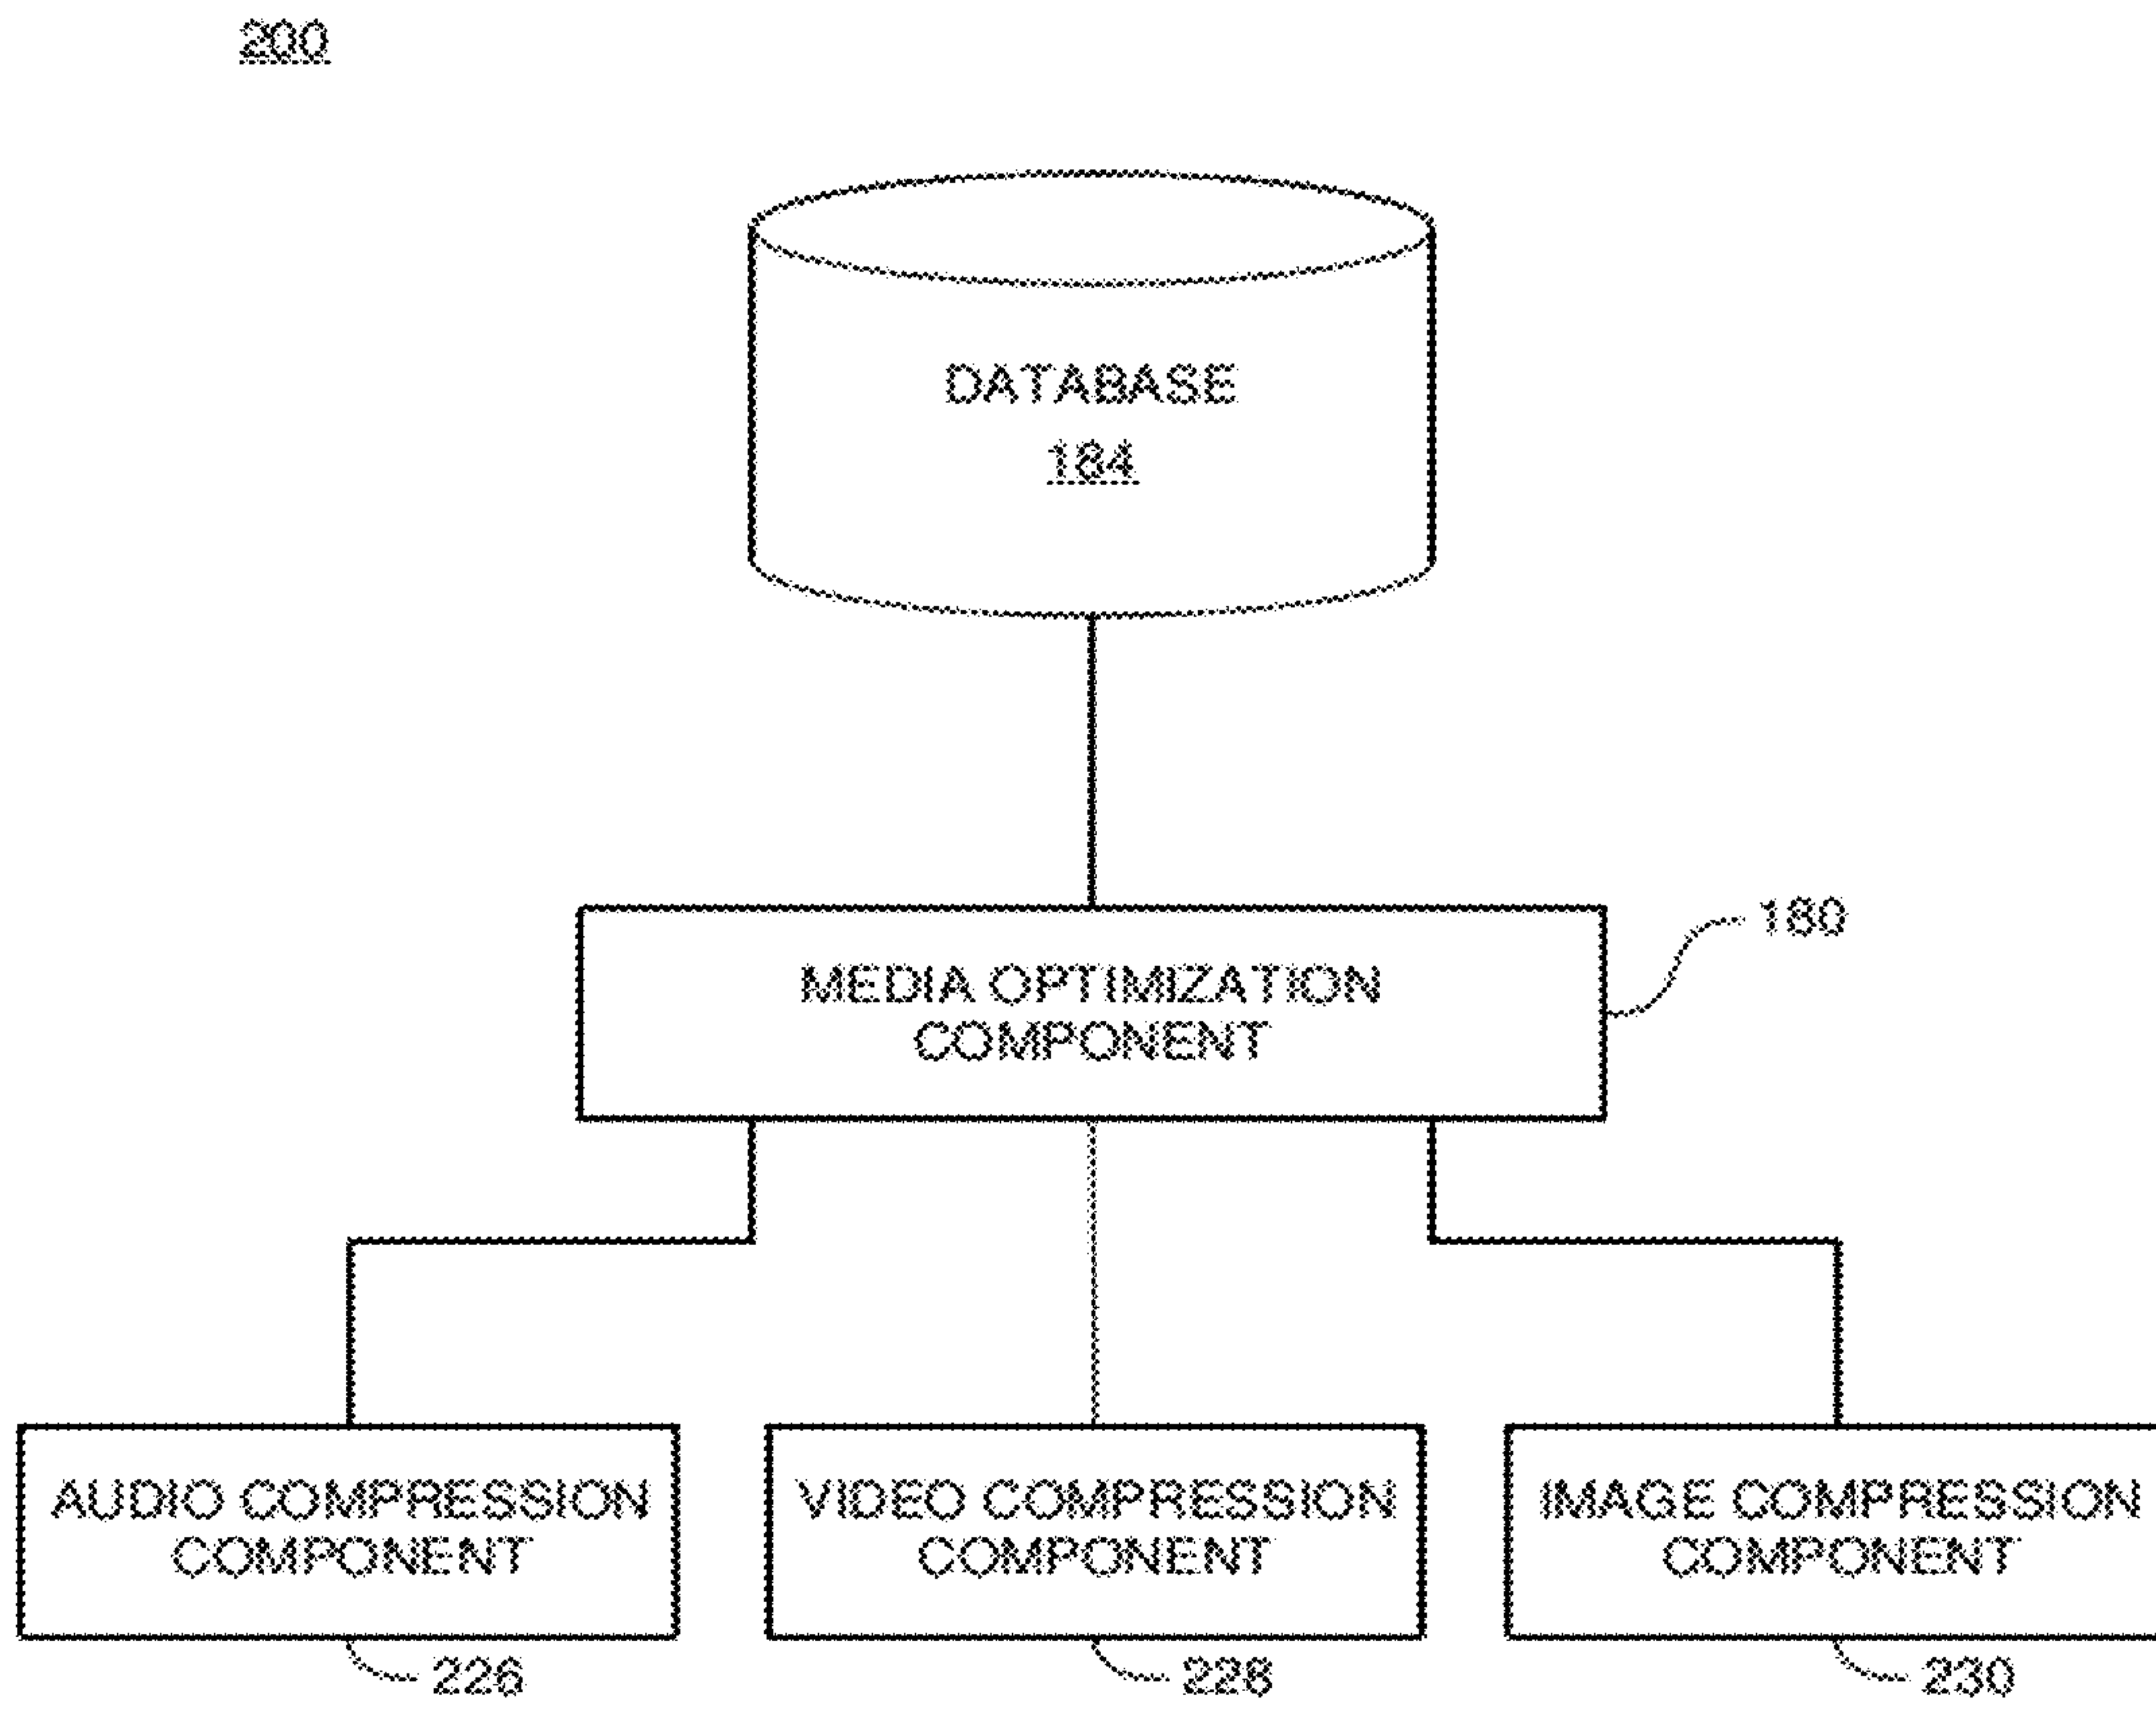 200
DATABASE
184
MEDIA OPTIMIZATION
COMPONENT
180
AUDIO COMPRESSION
COMPONENT
VIDEO COMPRESSION
COMPONENT
IMAGE COMPRESSION
COMPONENT
226
228
230